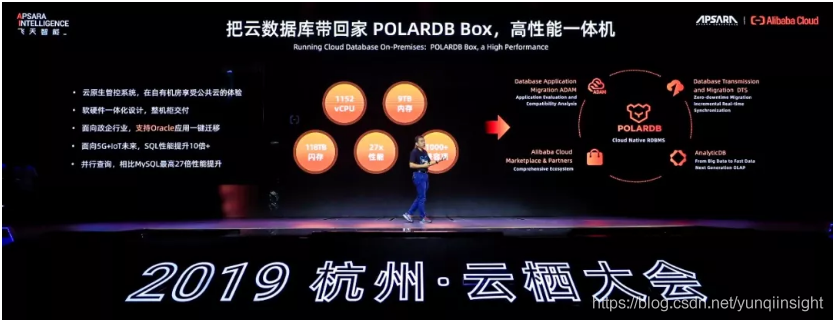 APSARA
INTELLIGENCE
飞天智能
把云数据库带回家 POLARDB Box，高性能一体机
Running Cloud Database On-Premises: POLARDB Box, a High Performance
APSARA
Alibaba Cloud
• 云原生管控系统，在自有机房享受公共云的体验
• 软硬件一体化设计，整机柜交付
• 面向政企行业，支持Oracle应用一键迁移
• 面向5G+IoT未来，SQL性能提升10倍+
• 并行查询，相比MySQL最高27倍性能提升
1152
vCPU
9TB
内存
118TB
闪存
27x
性能
Database Application
Migration ADAM
Application Evaluation and
Compatibility Analysis
ADAM
Database Transmission
and Migration DTS
Zero-downtime Migration
Incremental Real-time
Synchronization
POLARDB
Cloud Native RDBMS
Alibaba Cloud
Marketplace & Partners
Comprehensive Ecosystem
AnalyticDB
From Big Data to Fast Data
Next Generation OLAP
2019 杭州·云栖大会
https://blog.csdn.net/yunqiinsight